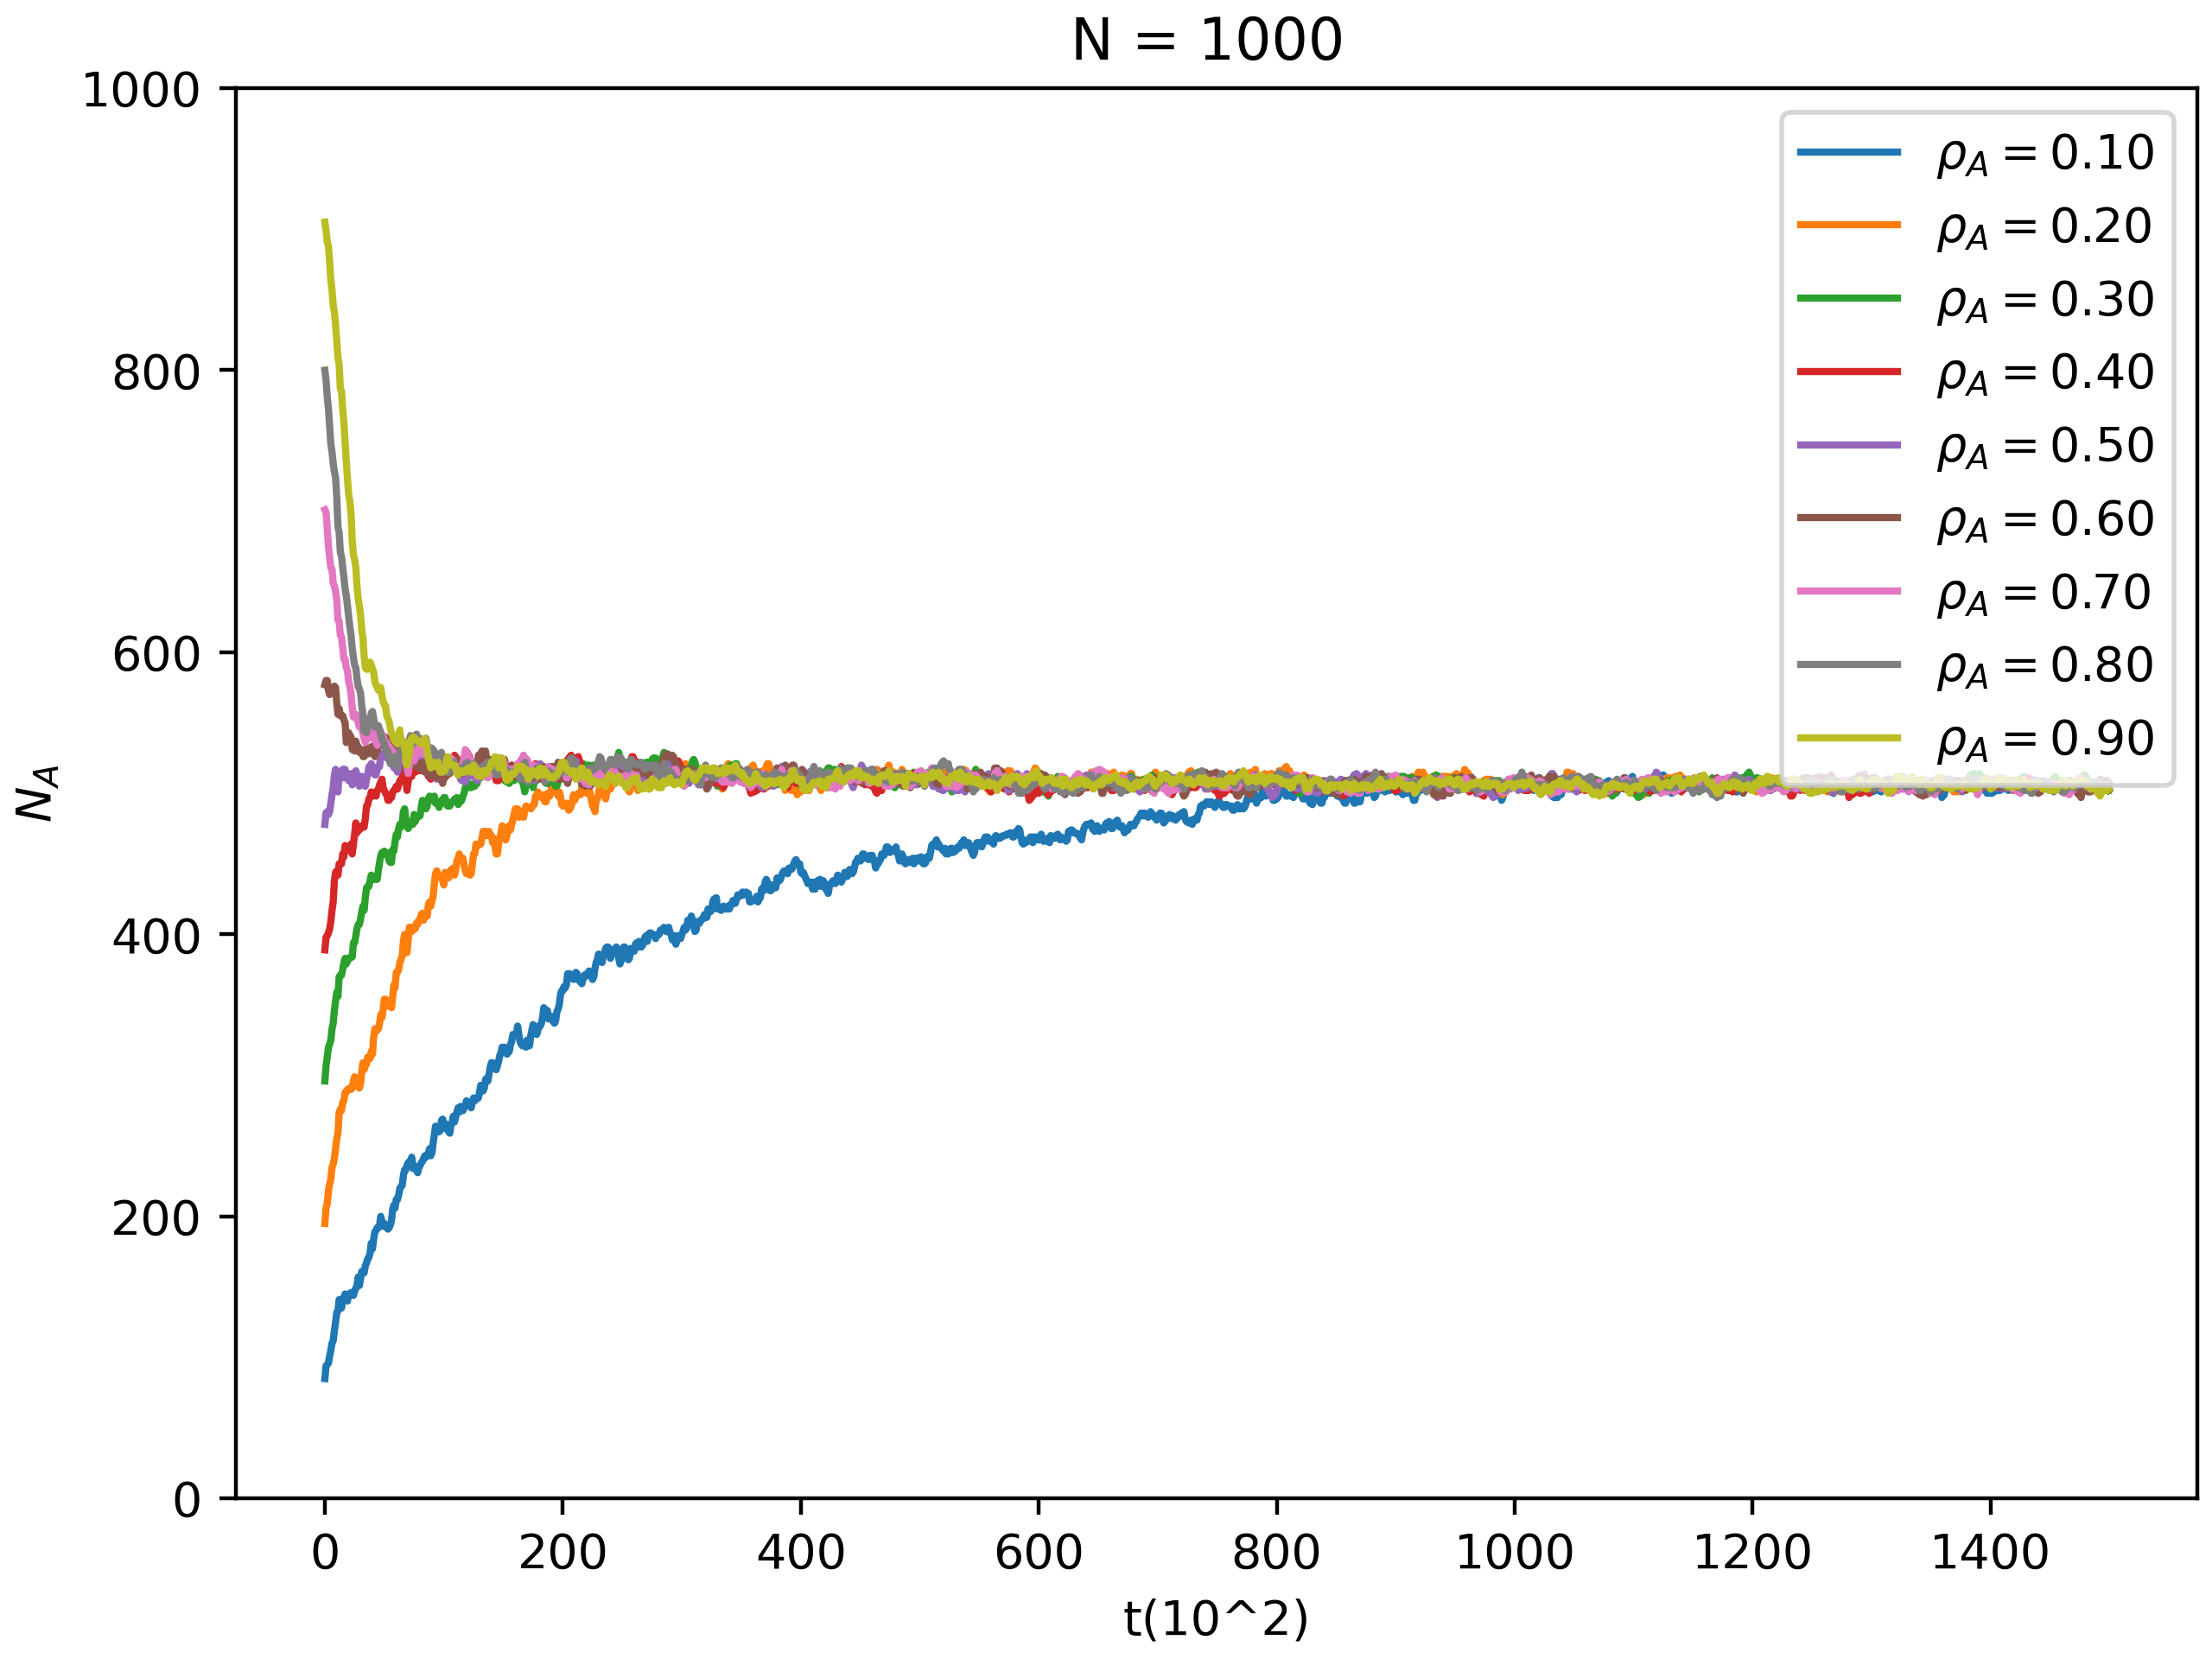 N = 1000
1000
800
600
400
200
0
N_A
0 200 400 600 800 1000 1200 1400
t(10^2)
ρ_A = 0.10
ρ_A = 0.20
ρ_A = 0.30
ρ_A = 0.40
ρ_A = 0.50
ρ_A = 0.60
ρ_A = 0.70
ρ_A = 0.80
ρ_A = 0.90